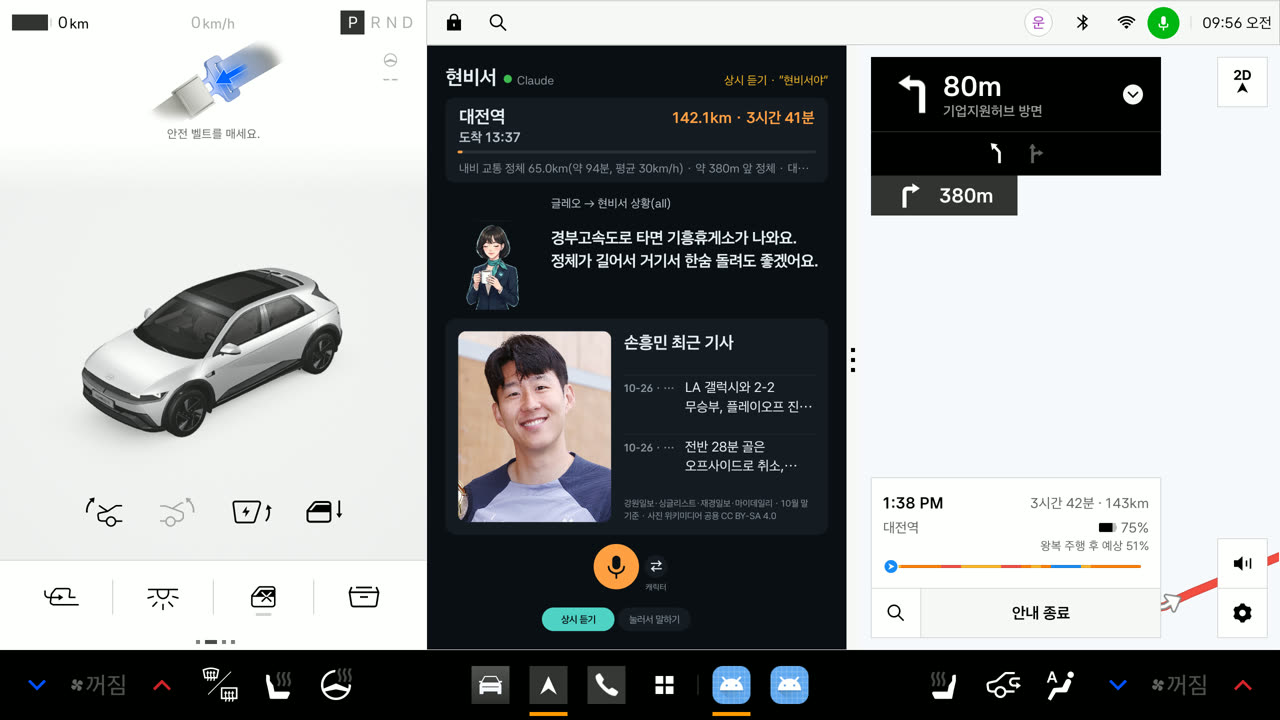 0 km
0 km/h
P R N D
운
09:56 오전
안전 벨트를 매세요.
현비서 Claude
상시 듣기 · "현비서야"
대전역
142.1km · 3시간 41분
도착 13:37
내비 교통 정체 65.0km(약 94분, 평균 30km/h) · 약 380m 앞 정체 · 대…
글레오 → 현비서 상황(all)
경부고속도로 타면 기흥휴게소가 나와요.
정체가 길어서 거기서 한숨 돌려도 좋겠어요.
손흥민 최근 기사
10-26 · … LA 갤럭시와 2-2
무승부, 플레이오프 진…
10-26 · … 전반 28분 골은
오프사이드로 취소,…
강원일보·싱글리스트·재경일보·마이데일리 · 10월 말
기준 · 사진 위키미디어 공용 CC BY-SA 4.0
캐릭터
상시 듣기
눌러서 말하기
80m
기업지원허브 방면
380m
2D
1:38 PM
3시간 42분 · 143km
대전역
75%
왕복 주행 후 예상 51%
안내 종료
꺼짐
A
꺼짐